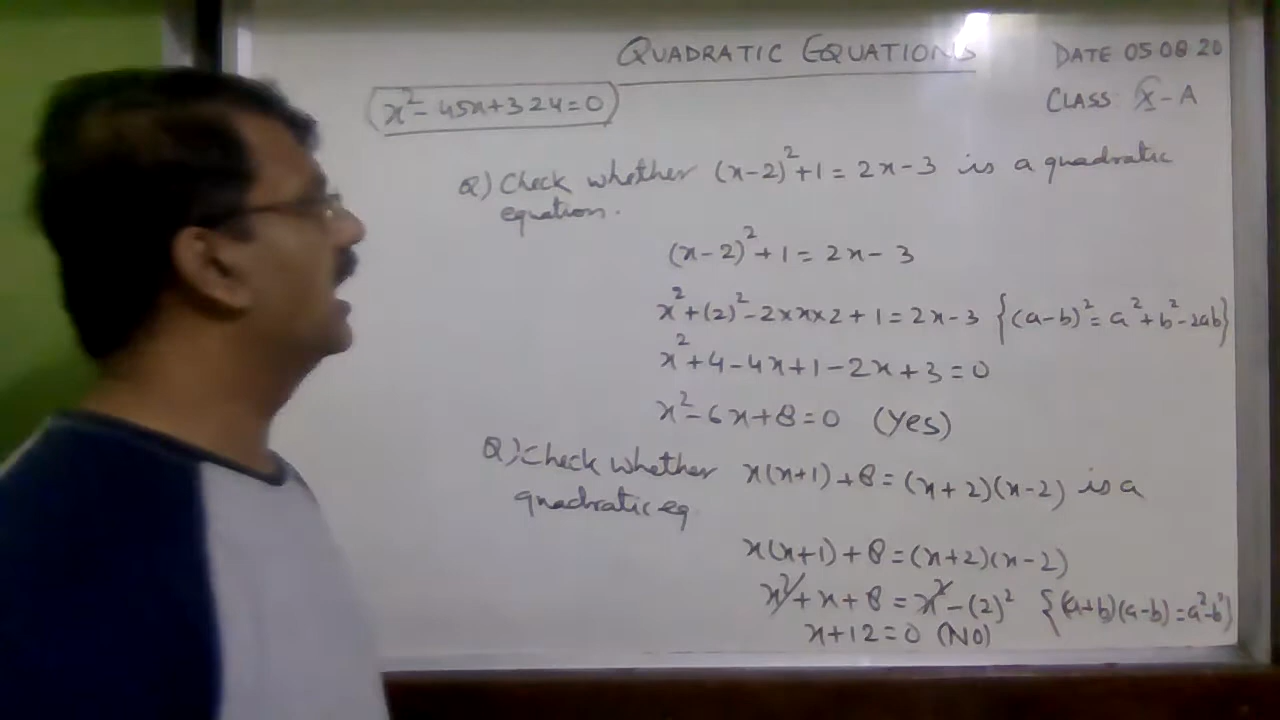 QUADRATIC EQUATIONS
DATE 05 08 20
CLASS X-A
x² - 45x + 324 = 0
Q) Check whether (x-2)² + 1 = 2x - 3 is a quadratic
equation.
(x-2)² + 1 = 2x - 3
x² + (2)² - 2×x×2 + 1 = 2x - 3 {(a-b)² = a² + b² - 2ab}
x² + 4 - 4x + 1 - 2x + 3 = 0
x² - 6x + 8 = 0 (Yes)
Q) Check whether x(x+1) + 8 = (x+2)(x-2) is a
quadratic eq
x(x+1) + 8 = (x+2)(x-2)
x² + x + 8 = x² - (2)² {(a+b)(a-b) = a² - b²}
x + 12 = 0 (NO)